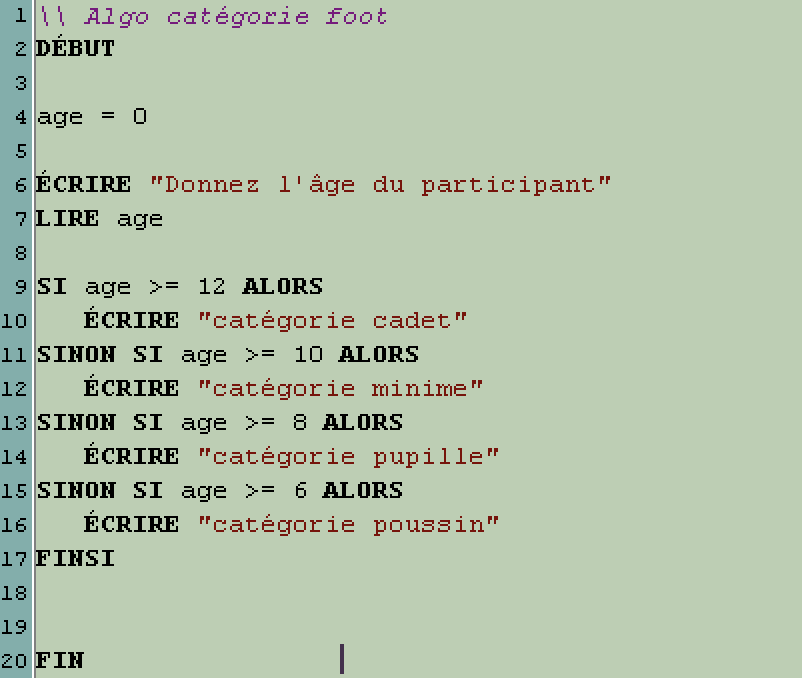 1 \\ Algo catégorie foot
2 DÉBUT
3
4 age = 0
5
6 ÉCRIRE "Donnez l'âge du participant"
7 LIRE age
8
9 SI age >= 12 ALORS
10 ÉCRIRE "catégorie cadet"
11 SINON SI age >= 10 ALORS
12 ÉCRIRE "catégorie minime"
13 SINON SI age >= 8 ALORS
14 ÉCRIRE "catégorie pupille"
15 SINON SI age >= 6 ALORS
16 ÉCRIRE "catégorie poussin"
17 FINSI
18
19
20 FIN